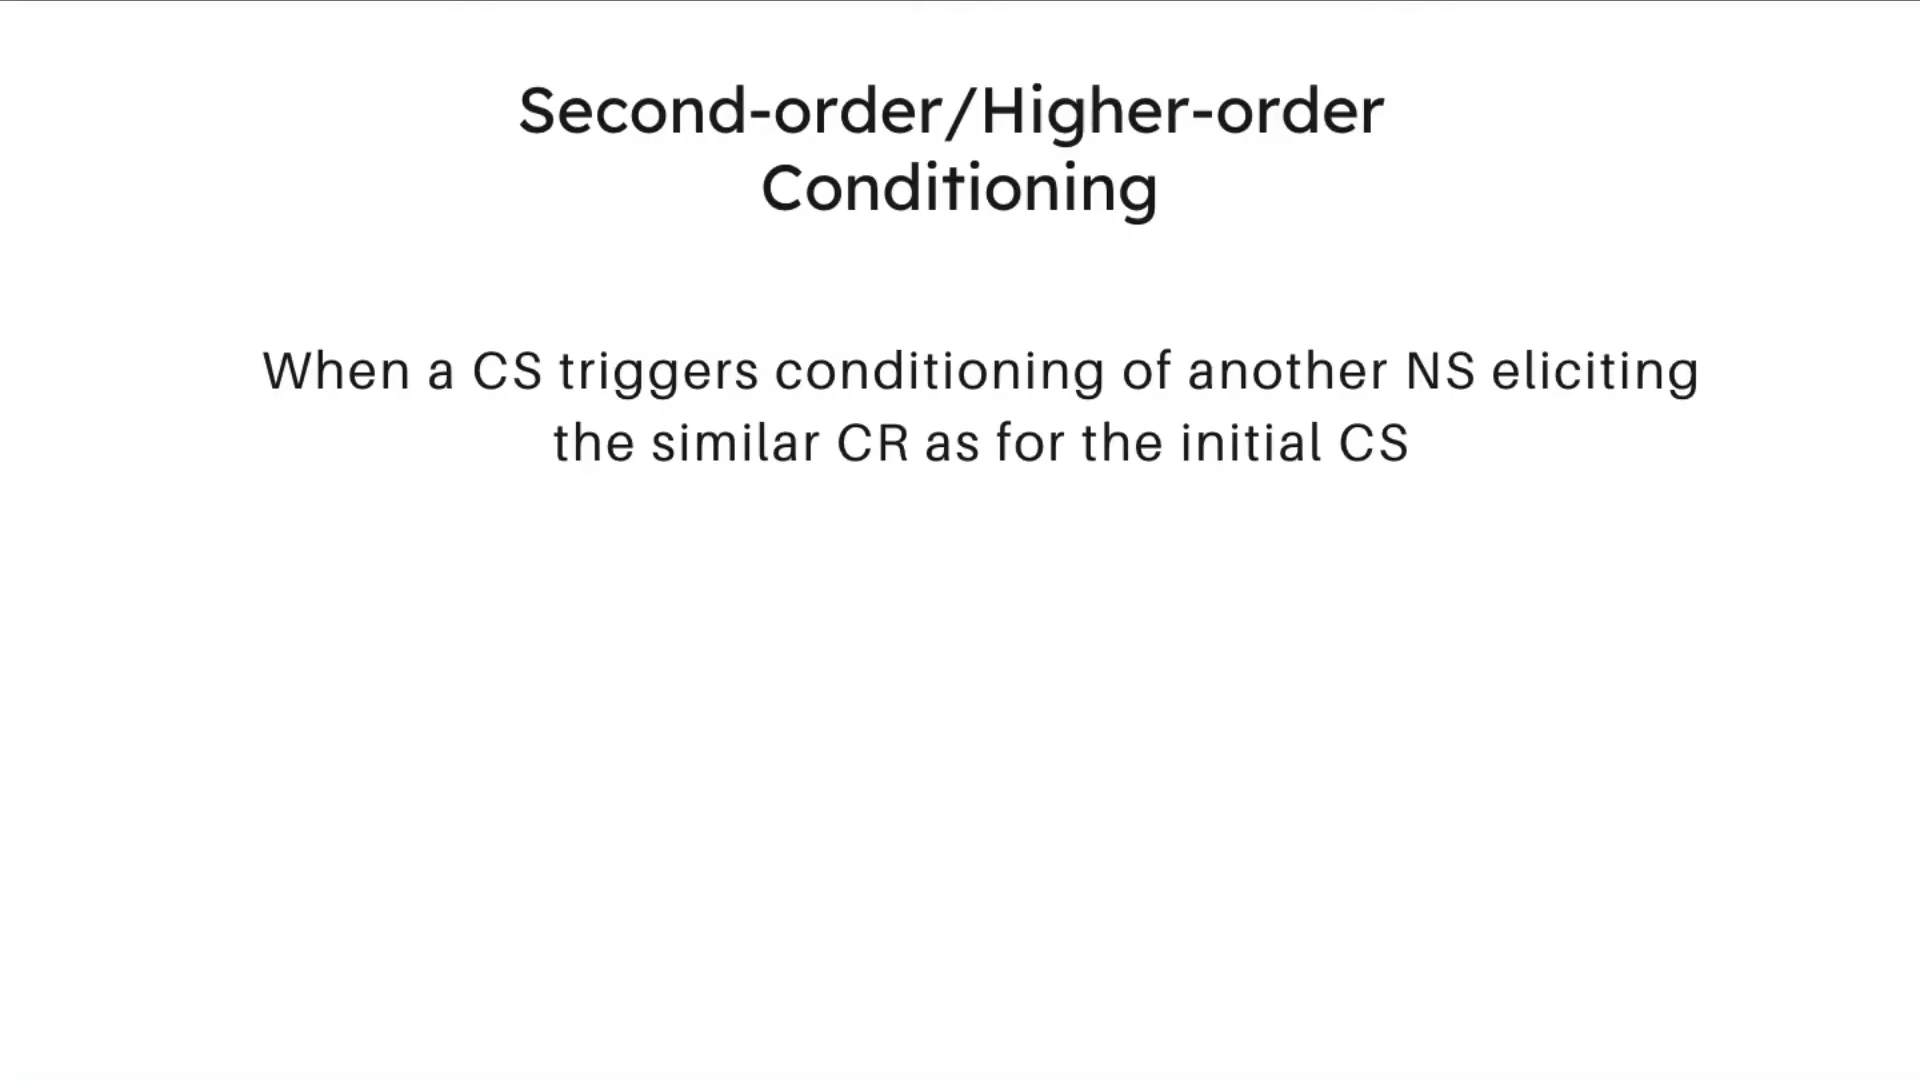 Second-order/Higher-order
Conditioning
When a CS triggers conditioning of another NS eliciting
the similar CR as for the initial CS